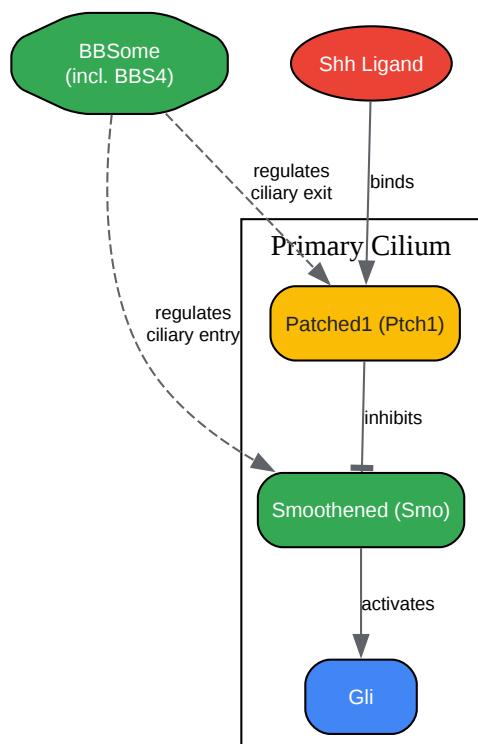 BBSome
(incl. BBS4)
Shh Ligand
regulates
ciliary exit
binds
Primary Cilium
Patched1 (Ptch1)
regulates
ciliary entry
inhibits
Smoothened (Smo)
activates
Gli